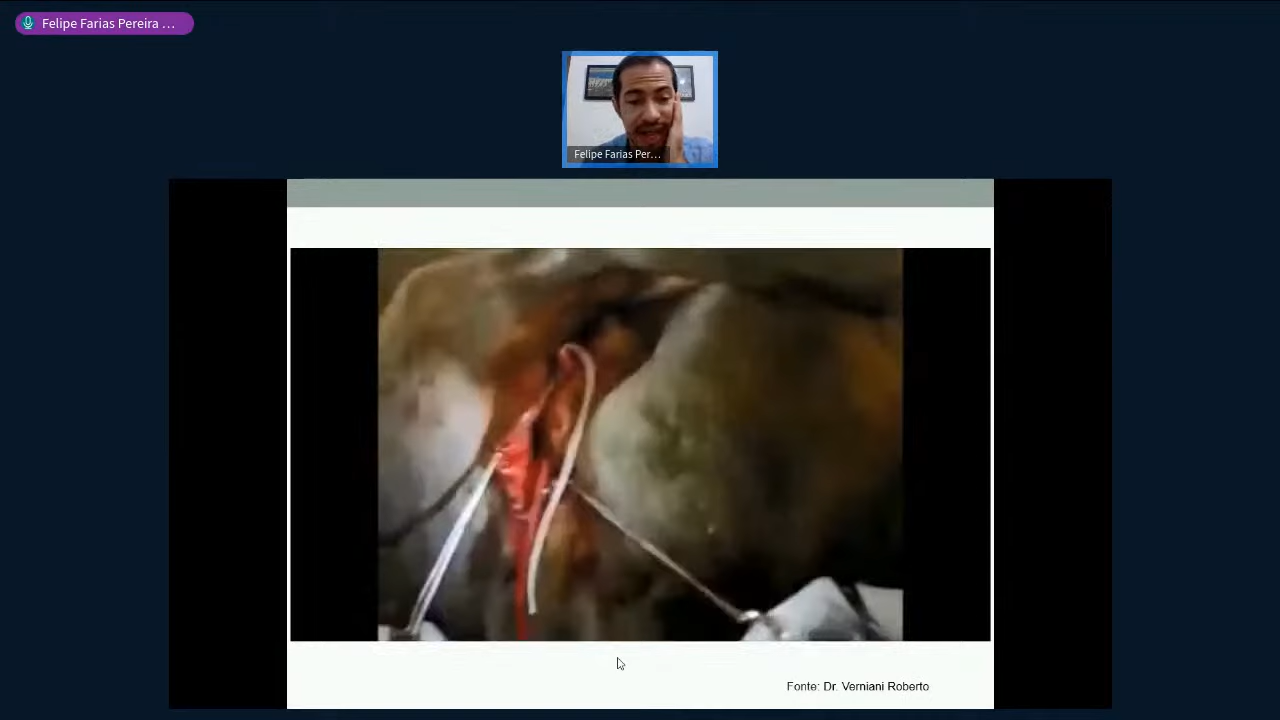 Felipe Farias Pereira ...
Felipe Farias Per...
Fonte: Dr. Verniani Roberto